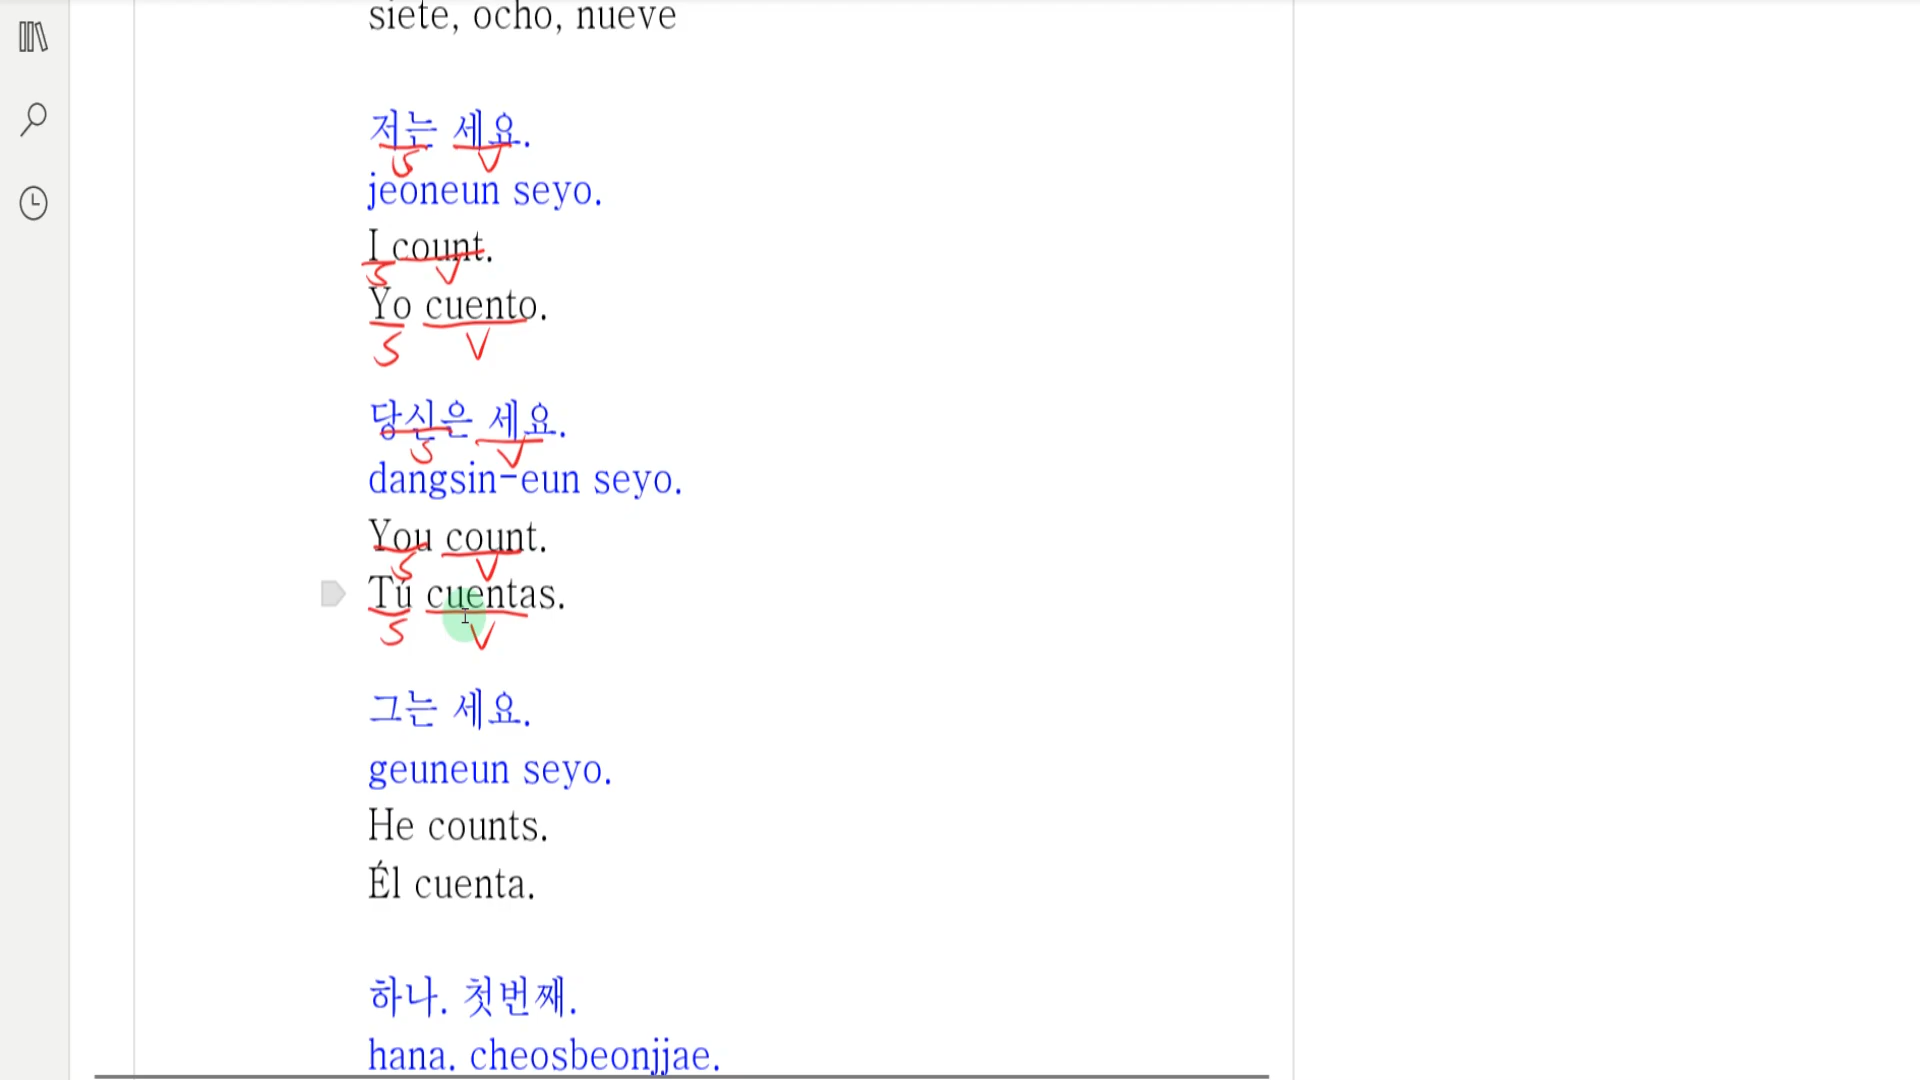 siete, ocho, nueve
저는 세요.
S V
jeoneun seyo.
I count.
S V
Yo cuento.
S V
당신은 세요.
S V
dangsin-eun seyo.
You count.
S V
Tú cuentas.
S V
그는 세요.
geuneun seyo.
He counts.
Él cuenta.
하나. 첫번째.
hana. cheosbeonjjae.